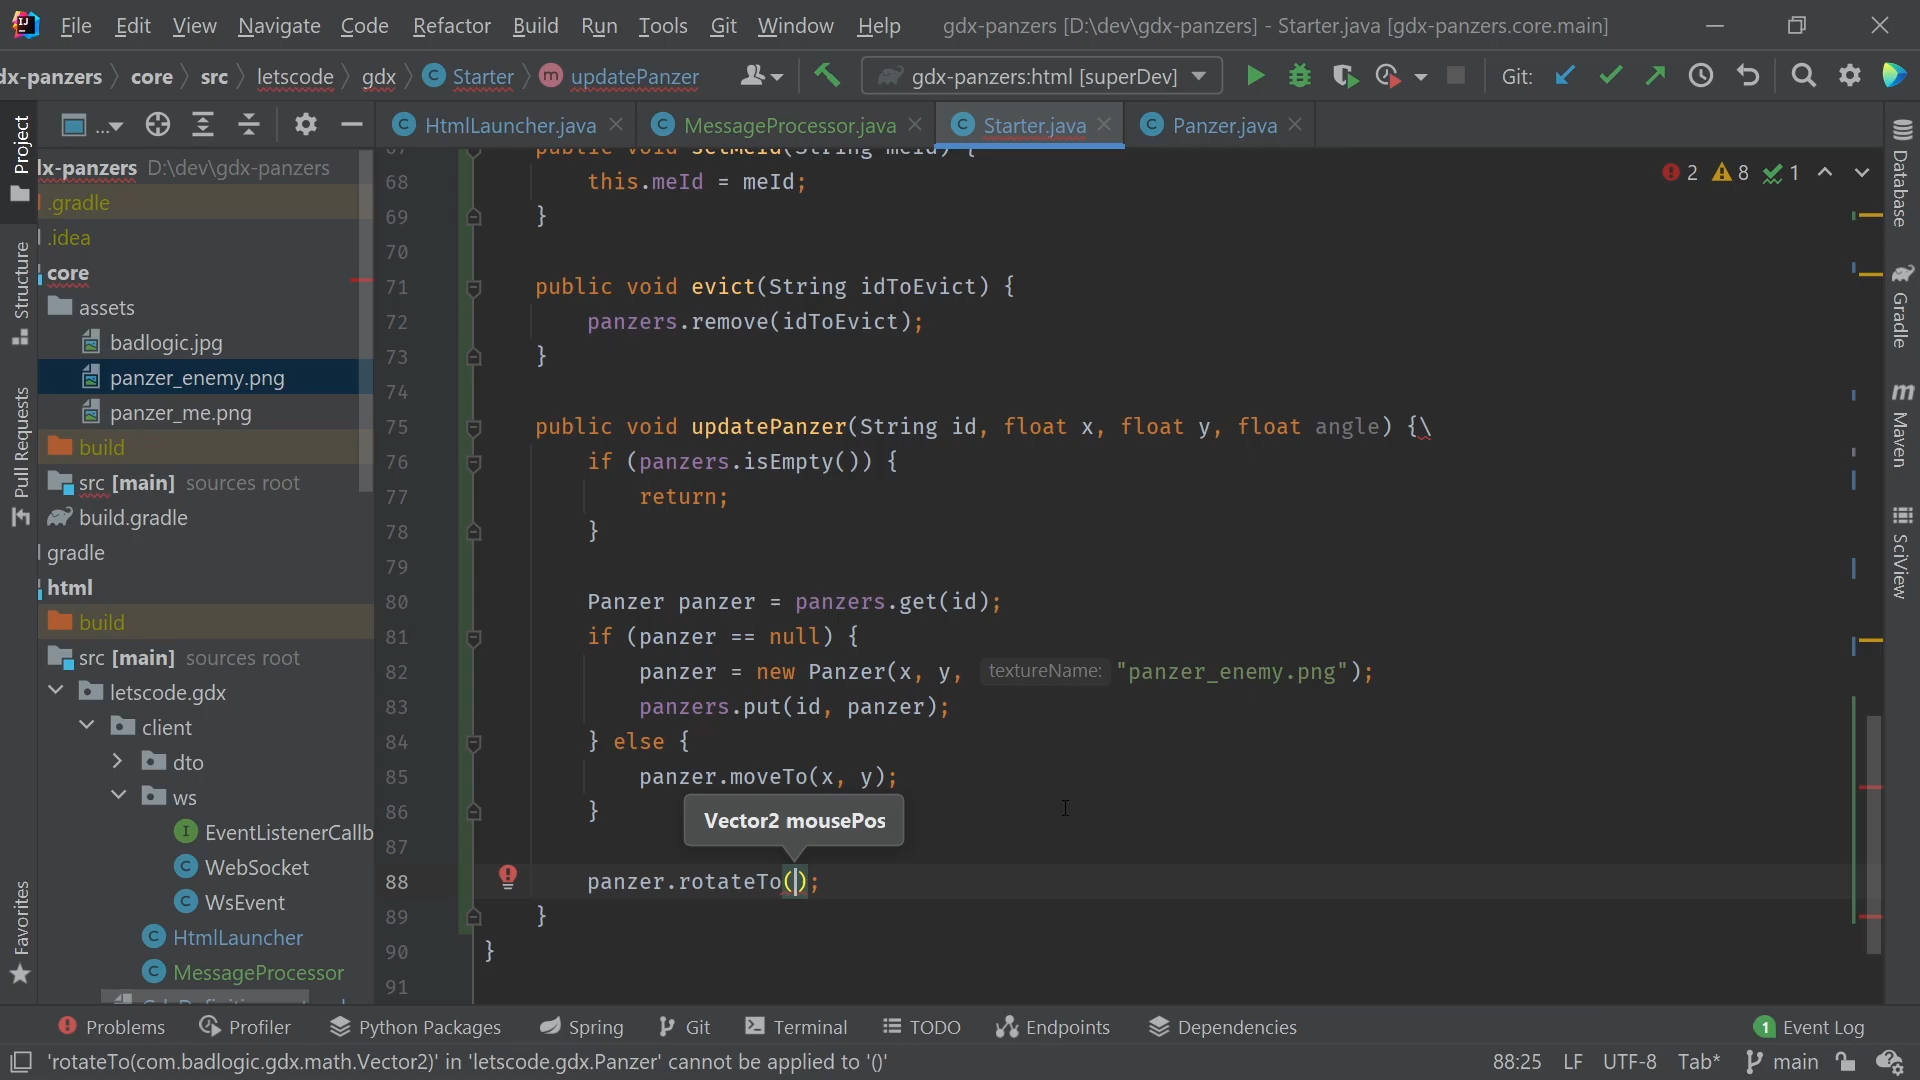 File Edit View Navigate Code Refactor Build Run Tools Git Window Help gdx-panzers [D:\dev\gdx-panzers] - Starter.java [gdx-panzers.core.main]
dx-panzers core src letscode gdx Starter updatePanzer gdx-panzers:html [superDev] Git:
... HtmlLauncher.java MessageProcessor.java Starter.java Panzer.java
Project
Structure
Pull Requests
Favorites
lx-panzers D:\dev\gdx-panzers
.gradle
.idea
core
assets
badlogic.jpg
panzer_enemy.png
panzer_me.png
build
src [main] sources root
build.gradle
gradle
html
build
src [main] sources root
letscode.gdx
client
dto
ws
EventListenerCallb
WebSocket
WsEvent
HtmlLauncher
MessageProcessor
2 8 1
67 public void setMeId(String meId) {
68 this.meId = meId;
69 }
70
71 public void evict(String idToEvict) {
72 panzers.remove(idToEvict);
73 }
74
75 public void updatePanzer(String id, float x, float y, float angle) {\
76 if (panzers.isEmpty()) {
77 return;
78 }
79
80 Panzer panzer = panzers.get(id);
81 if (panzer == null) {
82 panzer = new Panzer(x, y, textureName: "panzer_enemy.png");
83 panzers.put(id, panzer);
84 } else {
85 panzer.moveTo(x, y);
86 }
Vector2 mousePos
87
88 panzer.rotateTo();
89 }
90 }
91
Database
Gradle
Maven
SciView
Problems Profiler Python Packages Spring Git Terminal TODO Endpoints Dependencies 1 Event Log
'rotateTo(com.badlogic.gdx.math.Vector2)' in 'letscode.gdx.Panzer' cannot be applied to '()' 88:25 LF UTF-8 Tab* main